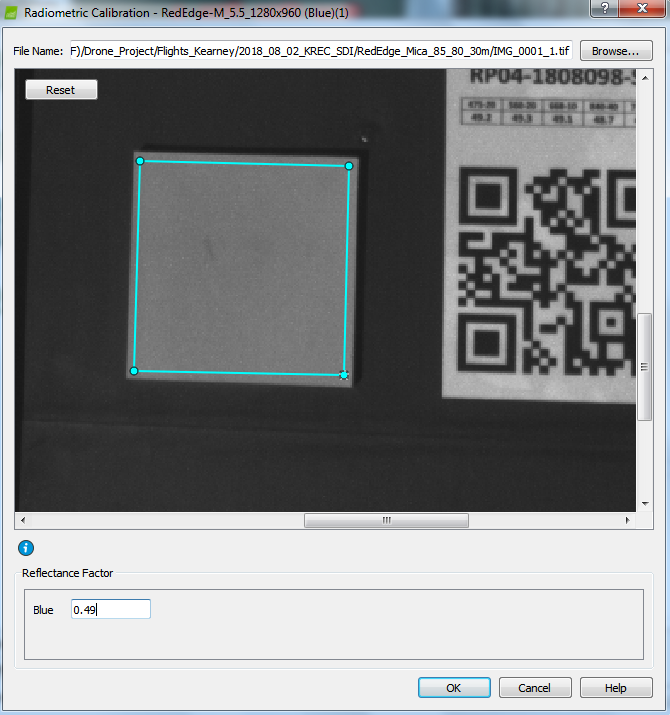 Radiometric Calibration - RedEdge-M_5.5_1280x960 (Blue)(1)
File Name: F)/Drone_Project/Flights_Kearney/2018_08_02_KREC_SDI/RedEdge_Mica_85_80_30m/IMG_0001_1.tif Browse...
Reset
RP04-1808098-S
475-20 560-20 668-10 840-40
49.2 49.3 49.1 48.7
Reflectance Factor
Blue 0.49
OK Cancel Help